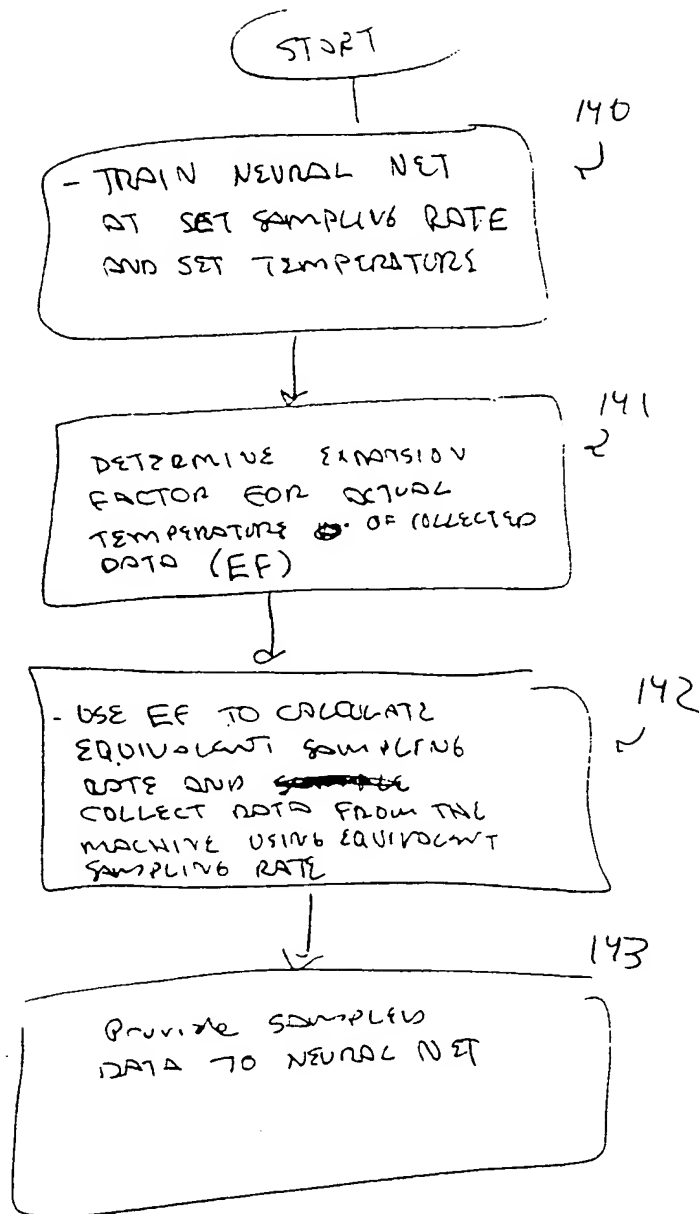 START
140
- TRAIN NEURAL NET
AT SET SAMPLING RATE
AND SET TEMPERATURE
141
DETERMINE EXPANSION
FACTOR FOR ACTUAL
TEMPERATURE OF COLLECTED
DATA (EF)
142
- USE EF TO CALCULATE
EQUIVALENT SAMPLING
RATE AND
COLLECT DATA FROM THE
MACHINE USING EQUIVALENT
SAMPLING RATE
143
Provide SAMPLED
DATA TO NEURAL NET